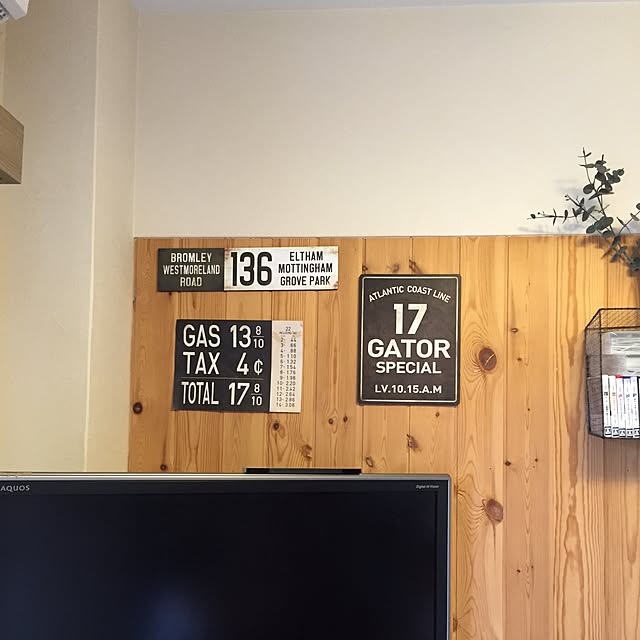 BROMLEY
WESTMORELAND
ROAD
136
ELTHAM
MOTTINGHAM
GROVE PARK
ATLANTIC COAST LINE
17
GATOR
SPECIAL
LV.10.15.A.M
GAS 13 8/10
TAX 4 ¢
TOTAL 17 8/10
22
AQUOS